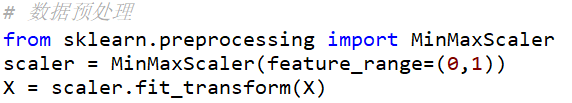 # 数据预处理
from sklearn.preprocessing import MinMaxScaler
scaler = MinMaxScaler(feature_range=(0,1))
X = scaler.fit_transform(X)